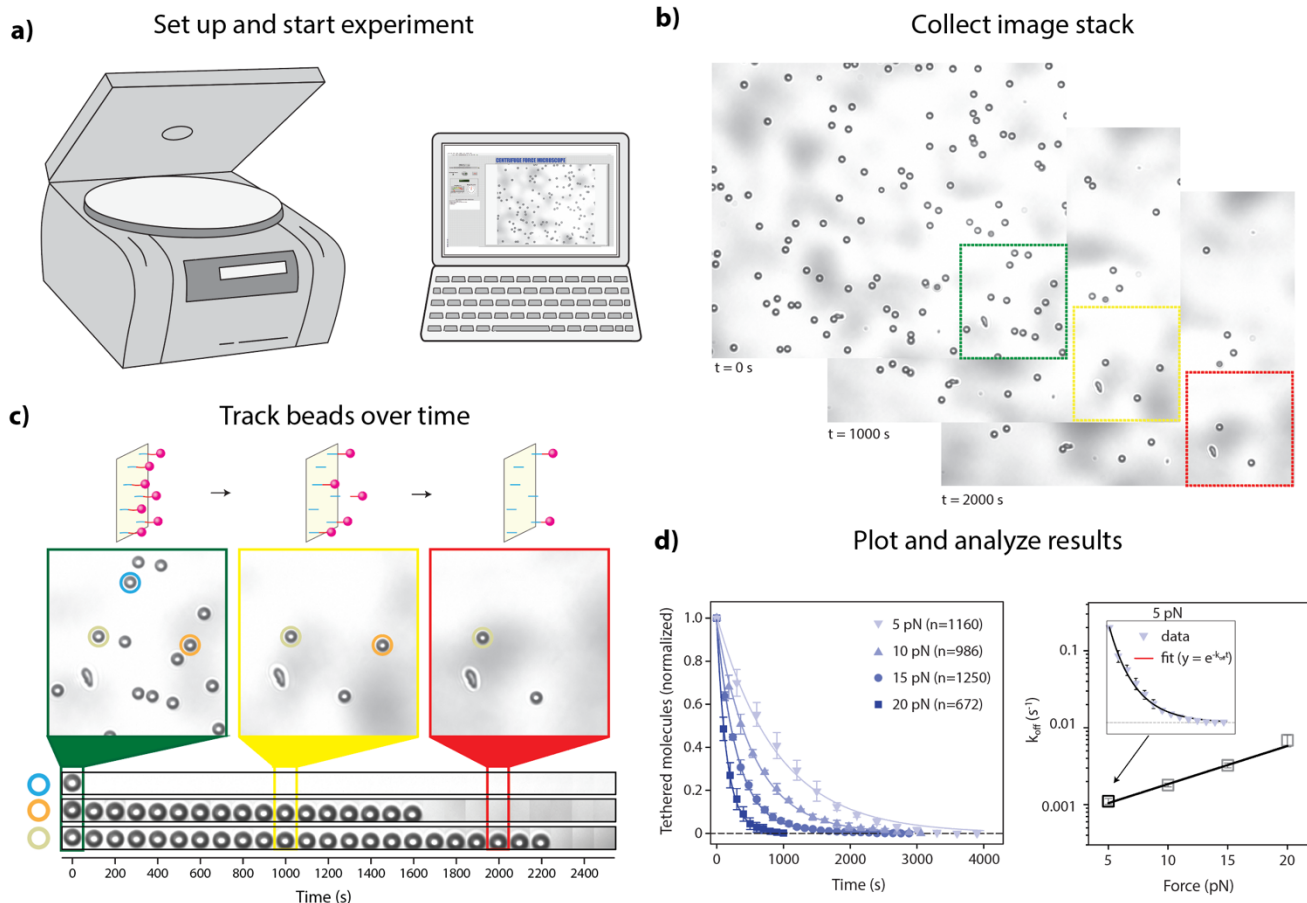 a)
Set up and start experiment
CENTRIFUGE FORCE MICROSCOPY
b)
Collect image stack
t = 0 s
t = 1000 s
t = 2000 s
c)
Track beads over time
0 200 400 600 800 1000 1200 1400 1600 1800 2000 2200 2400
Time (s)
d)
Plot and analyze results
Tethered molecules (normalized)
1.0
0.8
0.6
0.4
0.2
0
0 1000 2000 3000 4000
Time (s)
5 pN (n=1160)
10 pN (n=986)
15 pN (n=1250)
20 pN (n=672)
k_off (s⁻¹)
0.1
0.01
0.001
5 pN
data
fit (y = e^-k_off t)
5 10 15 20
Force (pN)